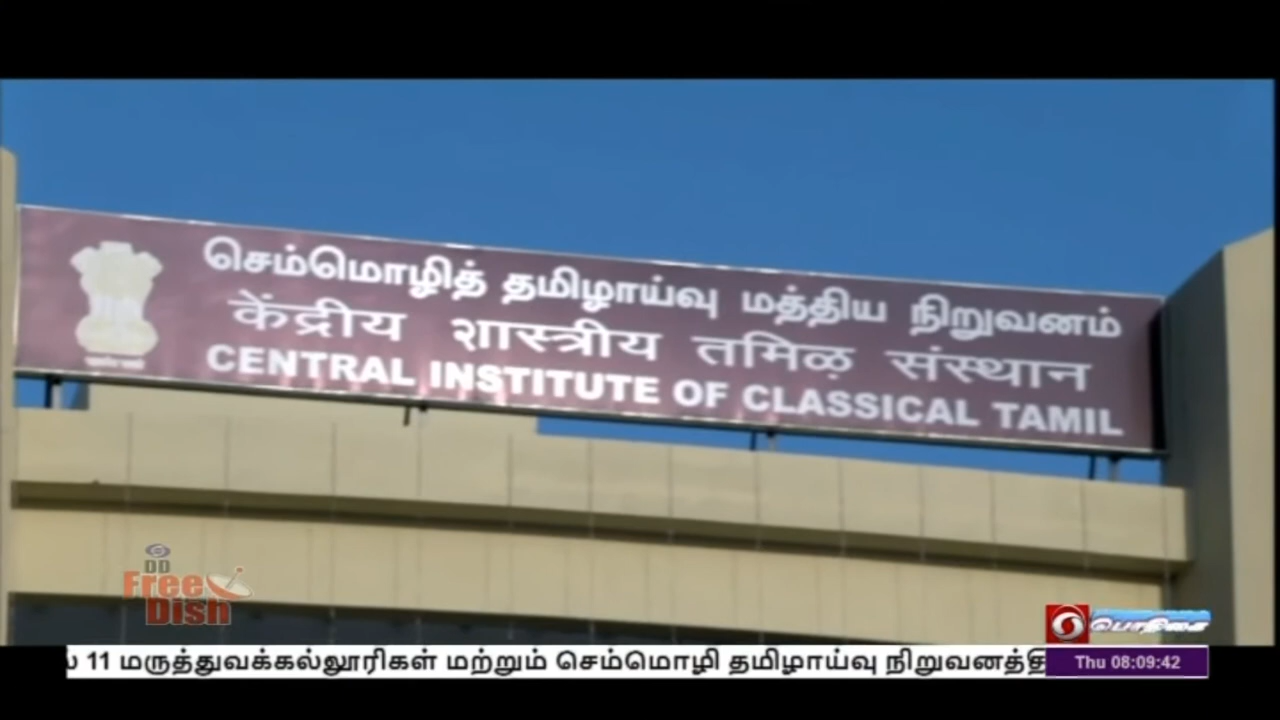 செம்மொழித் தமிழாய்வு மத்திய நிறுவனம்
केंद्रीय शास्त्रीय तमिऴ संस्थान
CENTRAL INSTITUTE OF CLASSICAL TAMIL
DD
Free
Dish
பொதிகை
11 மருத்துவக்கல்லூரிகள் மற்றும் செம்மொழி தமிழாய்வு
Thu 08:09:42